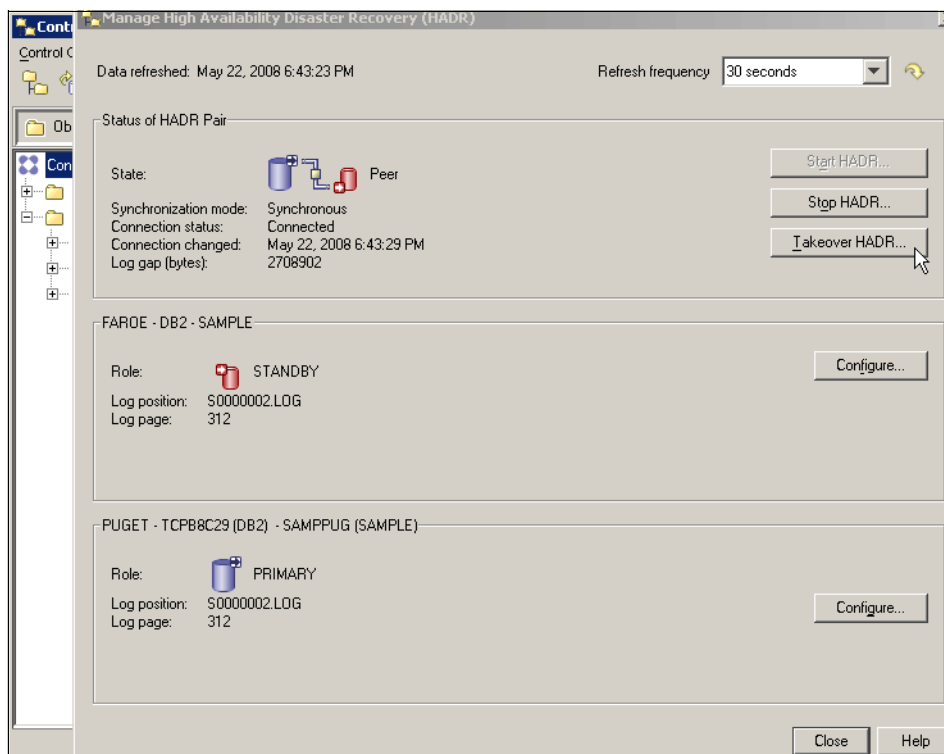 Manage High Availability Disaster Recovery (HADR)
Data refreshed: May 22, 2008 6:43:23 PM
Refresh frequency 30 seconds
Status of HADR Pair
State: Peer
Start HADR...
Synchronization mode: Synchronous
Stop HADR...
Connection status: Connected
Connection changed: May 22, 2008 6:43:29 PM
Takeover HADR...
Log gap (bytes): 2708902
FAROE - DB2 - SAMPLE
Role: STANDBY
Configure...
Log position: S0000002.LOG
Log page: 312
PUGET - TCPB8C29 (DB2) - SAMPPUG (SAMPLE)
Role: PRIMARY
Log position: S0000002.LOG
Configure...
Log page: 312
Close Help
Cont
Control C
Ob
Con